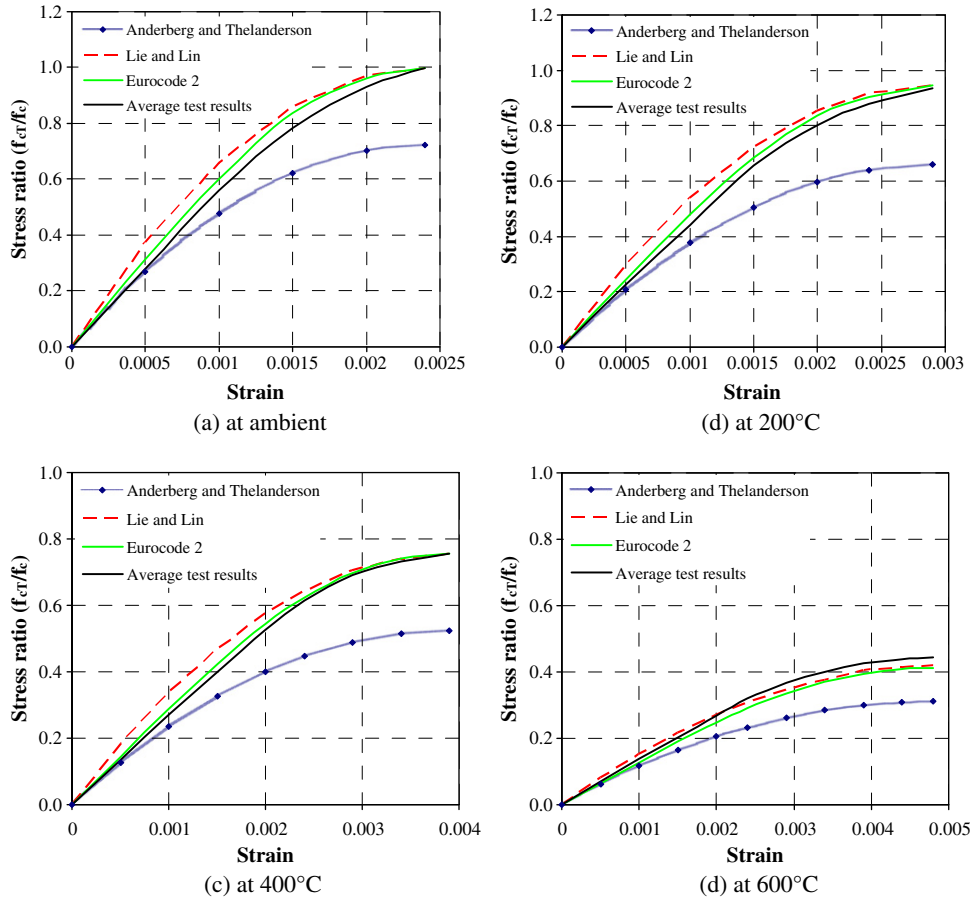 1.2
1.0
0.8
0.6
0.4
0.2
0.0
Stress ratio (fcT/fc)
Anderberg and Thelanderson
Lie and Lin
Eurocode 2
Average test results
0 0.0005 0.001 0.0015 0.002 0.0025
Strain
(a) at ambient
1.2
1.0
0.8
0.6
0.4
0.2
0.0
Stress ratio (fcT/fc)
Anderberg and Thelanderson
Lie and Lin
Eurocode 2
Average test results
0 0.0005 0.001 0.0015 0.002 0.0025 0.003
Strain
(d) at 200°C
1.0
0.8
0.6
0.4
0.2
0.0
Stress ratio (fcT/fc)
Anderberg and Thelanderson
Lie and Lin
Eurocode 2
Average test results
0 0.001 0.002 0.003 0.004
Strain
(c) at 400°C
1.0
0.8
0.6
0.4
0.2
0.0
Stress ratio (fcT/fc)
Anderberg and Thelanderson
Lie and Lin
Eurocode 2
Average test results
0 0.001 0.002 0.003 0.004 0.005
Strain
(d) at 600°C